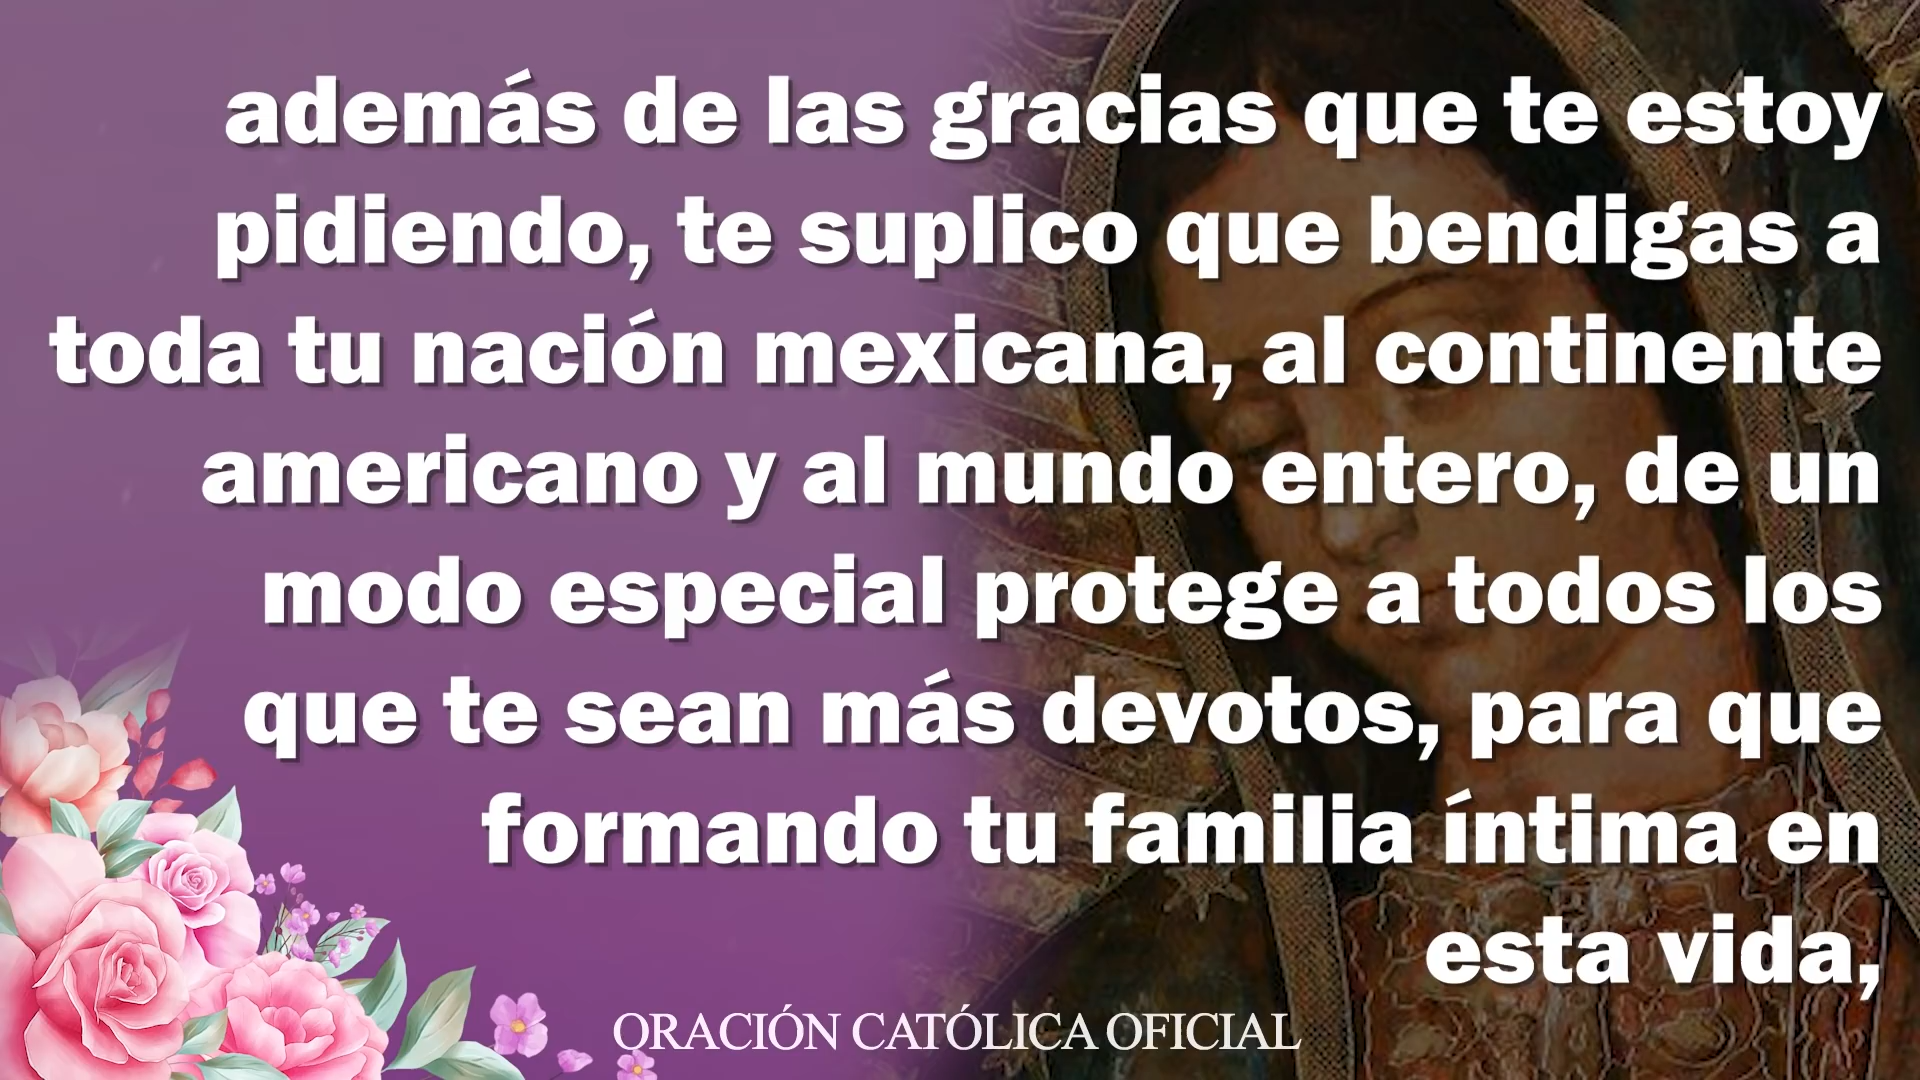 además de las gracias que te estoy
pidiendo, te suplico que bendigas a
toda tu nación mexicana, al continente
americano y al mundo entero, de un
modo especial protege a todos los
que te sean más devotos, para que
formando tu familia íntima en
esta vida,
ORACIÓN CATÓLICA OFICIAL